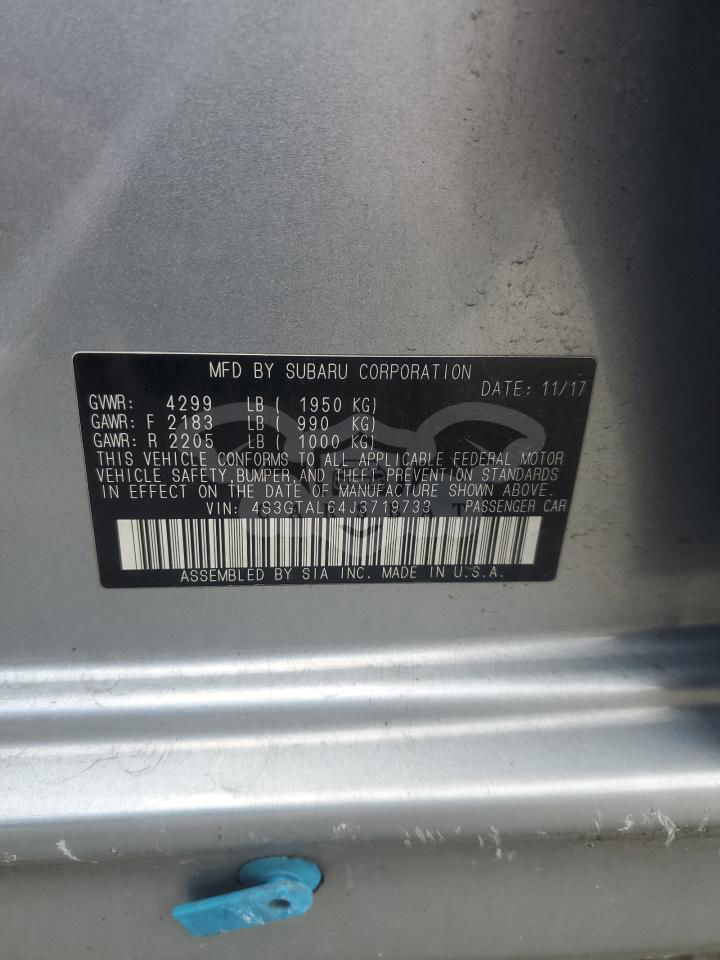 MFD BY SUBARU CORPORATION
DATE: 11/17
GVWR: 4299 LB ( 1950 KG)
GAWR: F 2183 LB ( 990 KG)
GAWR: R 2205 LB ( 1000 KG)
THIS VEHICLE CONFORMS TO ALL APPLICABLE FEDERAL MOTOR
VEHICLE SAFETY,BUMPER,AND THEFT PREVENTION STANDARDS
IN EFFECT ON THE DATE OF MANUFACTURE SHOWN ABOVE.
VIN: 4S3GTAL64J3719733 PASSENGER CAR
ASSEMBLED BY SIA INC. MADE IN U.S.A.